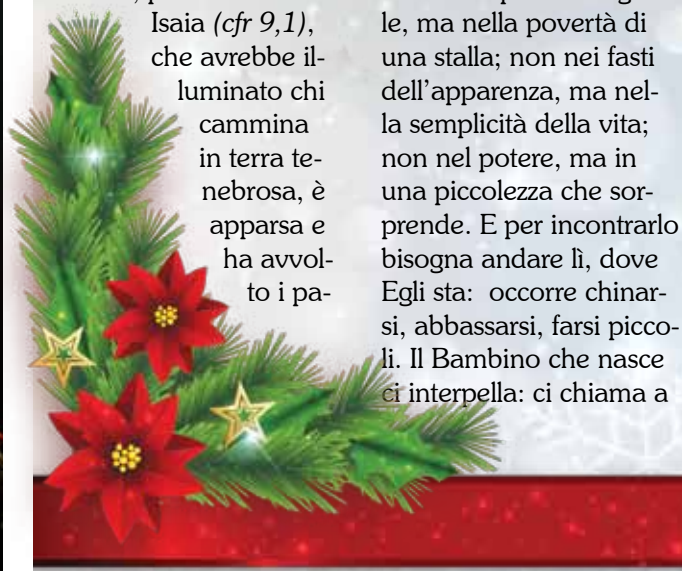 Isaia (cfr 9,1),
che avrebbe il-
luminato chi
cammina
in terra te-
nebrosa, è
apparsa e
ha avvol-
to i pa-
le, ma nella povertà di
una stalla; non nei fasti
dell'apparenza, ma nel-
la semplicità della vita;
non nel potere, ma in
una piccolezza che sor-
prende. E per incontrarlo
bisogna andare lì, dove
Egli sta: occorre chinar-
si, abbassarsi, farsi picco-
li. Il Bambino che nasce
ci interpella: ci chiama a